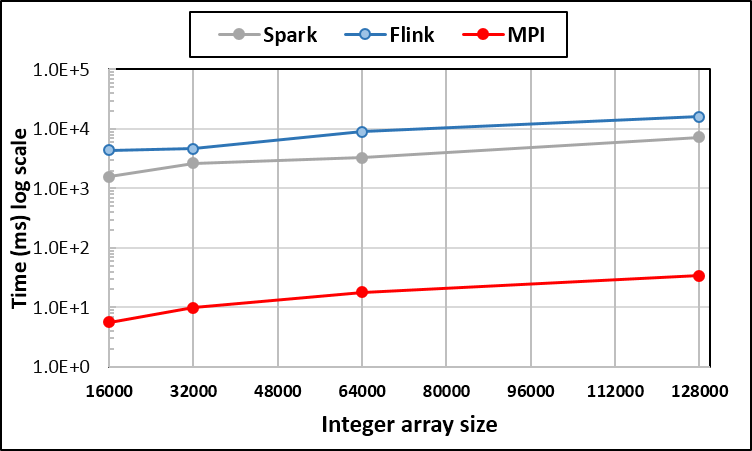 Spark Flink MPI
1.0E+5
1.0E+4
1.0E+3
1.0E+2
1.0E+1
1.0E+0
Time (ms) log scale
16000 32000 48000 64000 80000 96000 112000 128000
Integer array size